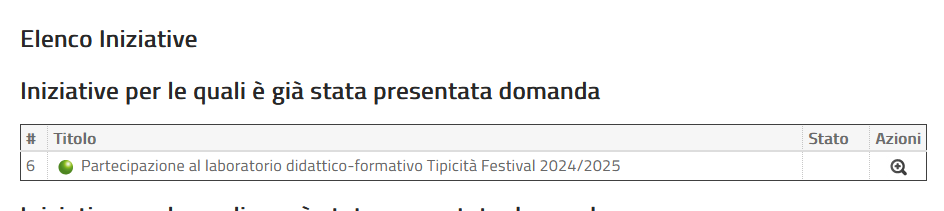 Elenco Iniziative
Iniziative per le quali è già stata presentata domanda
# Titolo Stato Azioni
6 Partecipazione al laboratorio didattico-formativo Tipicità Festival 2024/2025